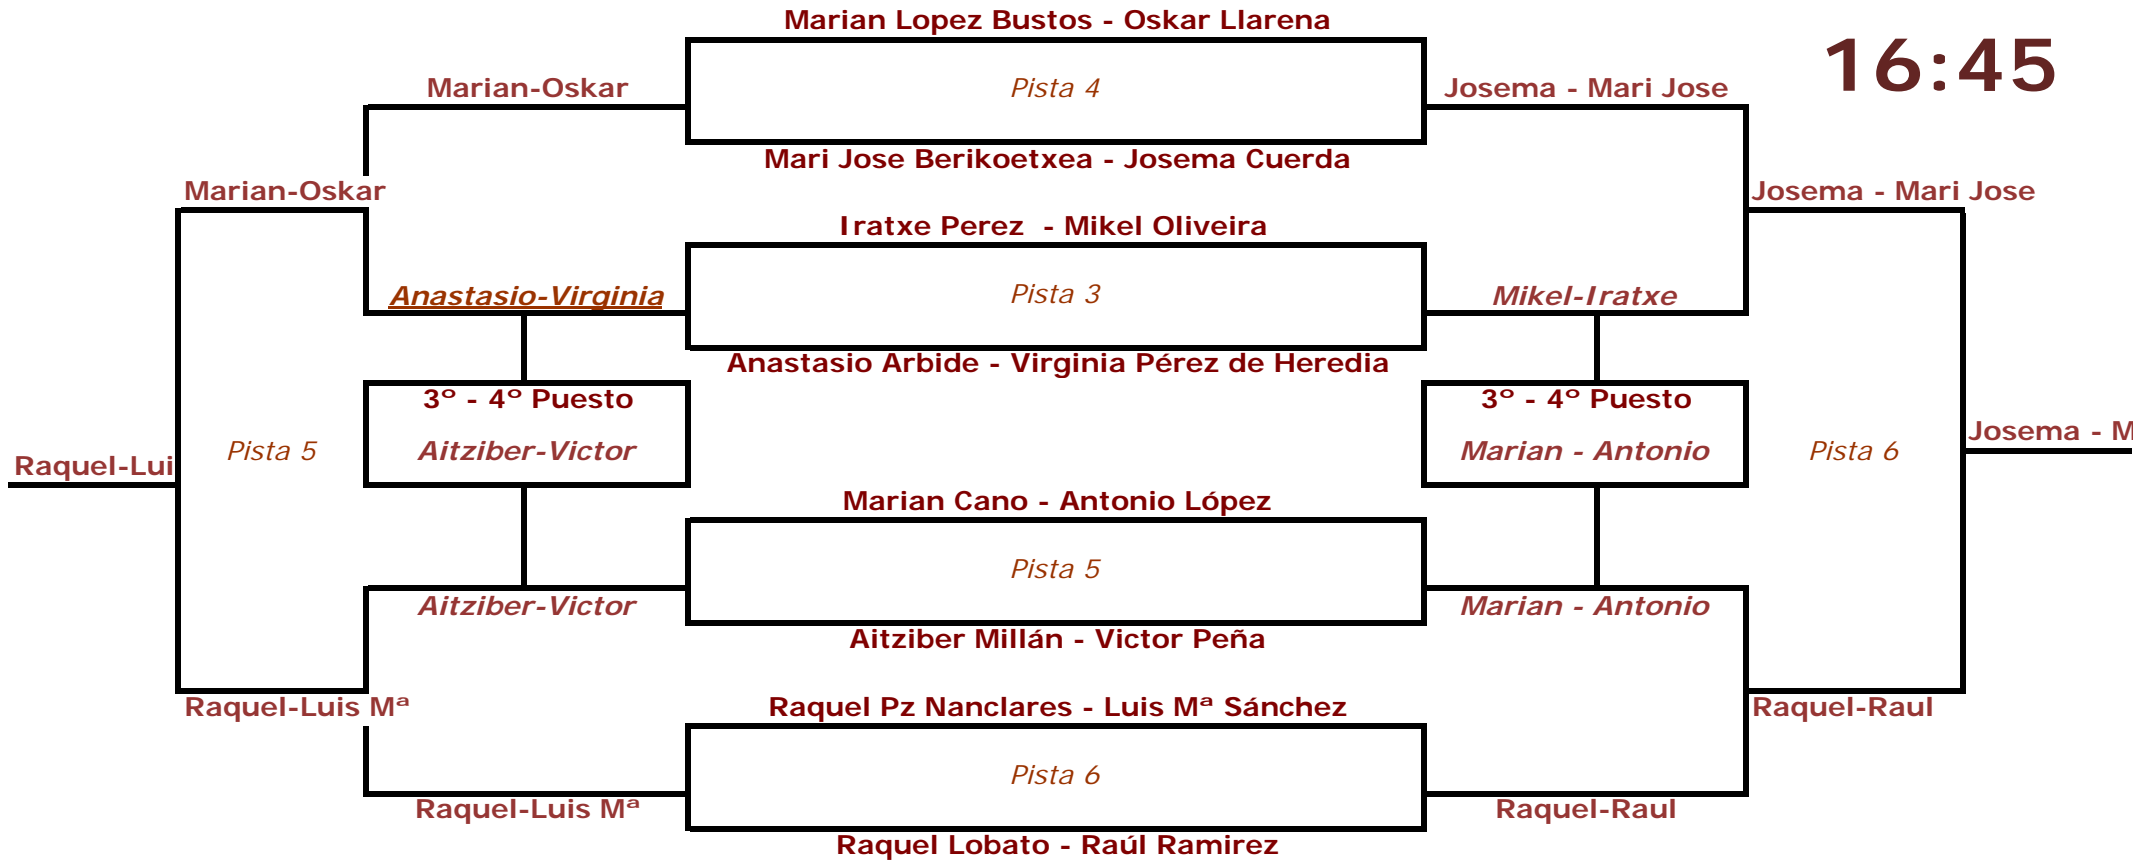 Marian Lopez Bustos - Oskar Llarena
16:45
Marian-Oskar
Pista 4
Josema - Mari Jose
Mari Jose Berikoetxea - Josema Cuerda
Marian-Oskar
Josema - Mari Jose
Iratxe Perez - Mikel Oliveira
Anastasio-Virginia
Pista 3
Mikel-Iratxe
Anastasio Arbide - Virginia Pérez de Heredia
3º - 4º Puesto
3º - 4º Puesto
Raquel-Lui
Pista 5
Aitziber-Victor
Marian - Antonio
Pista 6
Josema - M
Marian Cano - Antonio López
Pista 5
Aitziber-Victor
Marian - Antonio
Aitziber Millán - Victor Peña
Raquel-Luis Mª
Raquel Pz Nanclares - Luis Mª Sánchez
Raquel-Raul
Pista 6
Raquel-Luis Mª
Raquel-Raul
Raquel Lobato - Raúl Ramirez